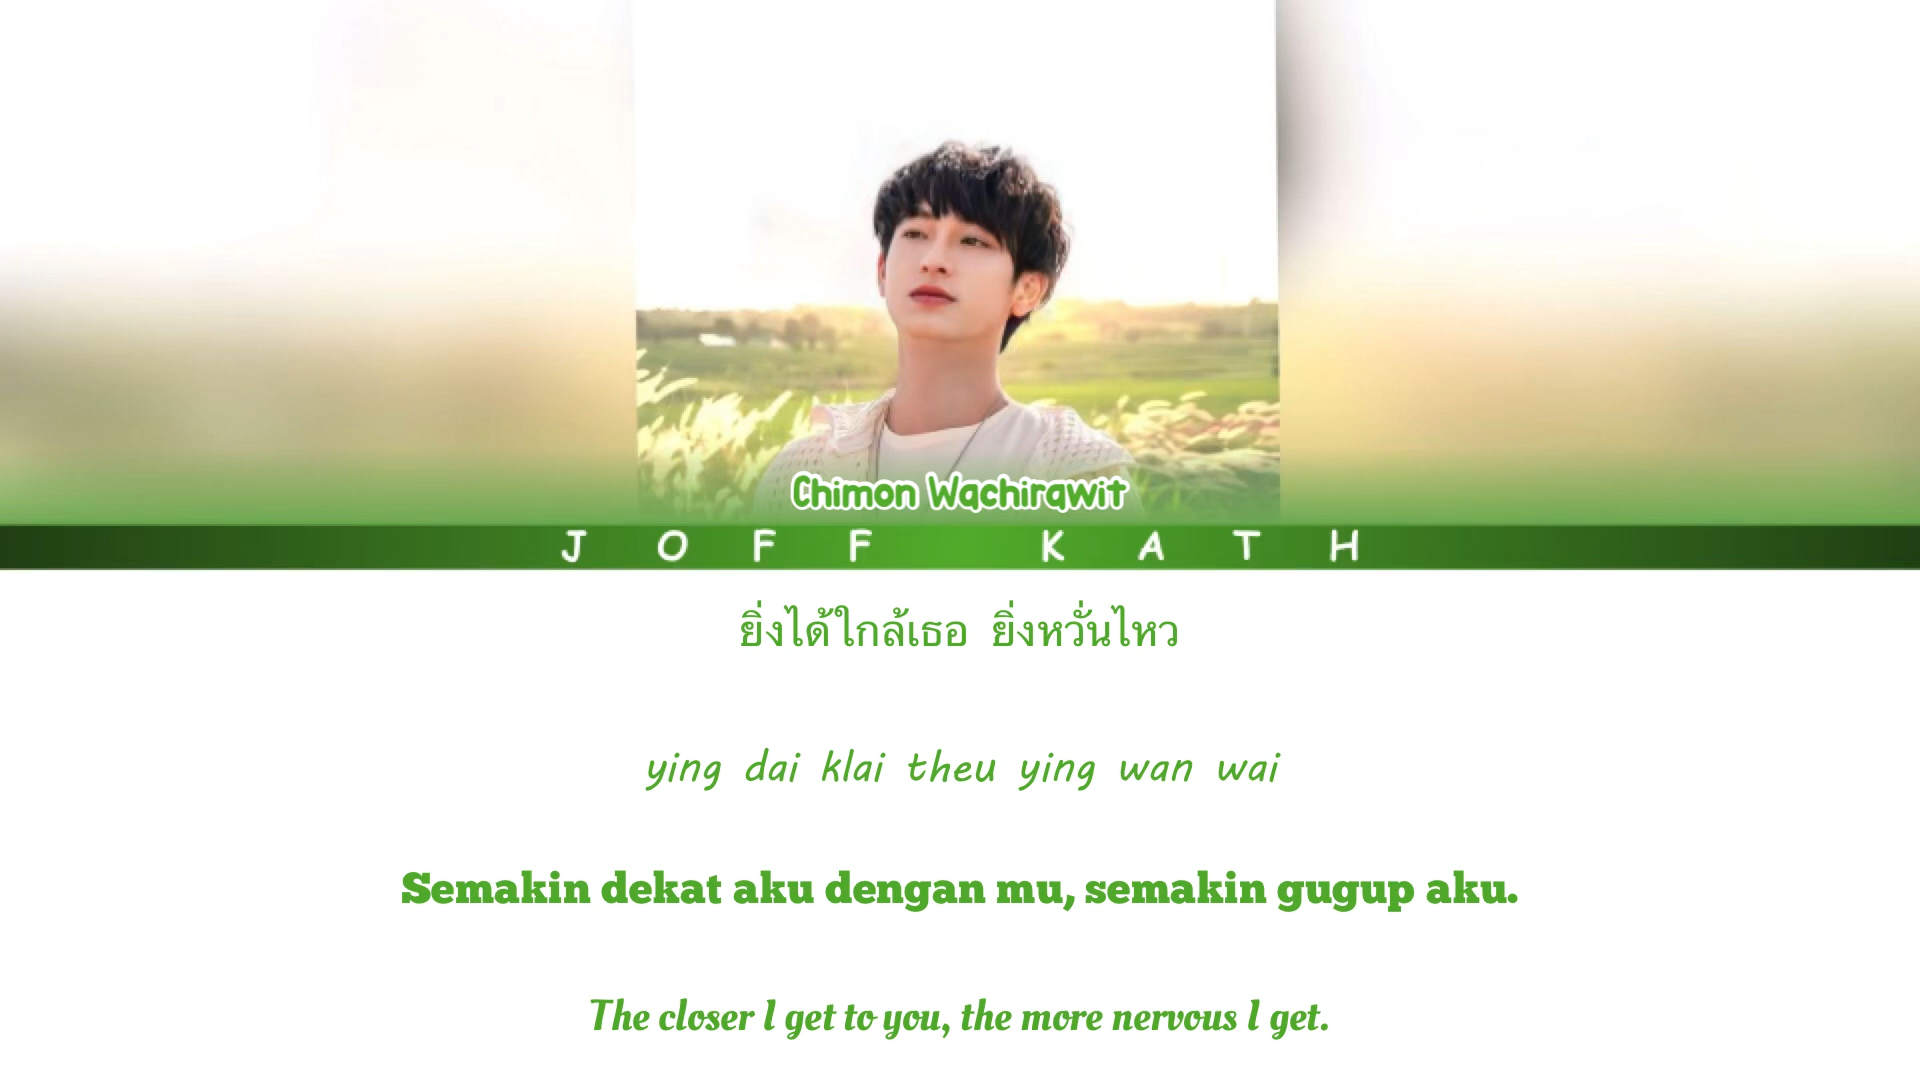 Chimon Wachirawit
JOFF KATH
ยิ่งได้ใกล้เธอ ยิ่งหวั่นไหว
ying dai klai theu ying wan wai
Semakin dekat aku dengan mu, semakin gugup aku.
The closer I get to you, the more nervous I get.